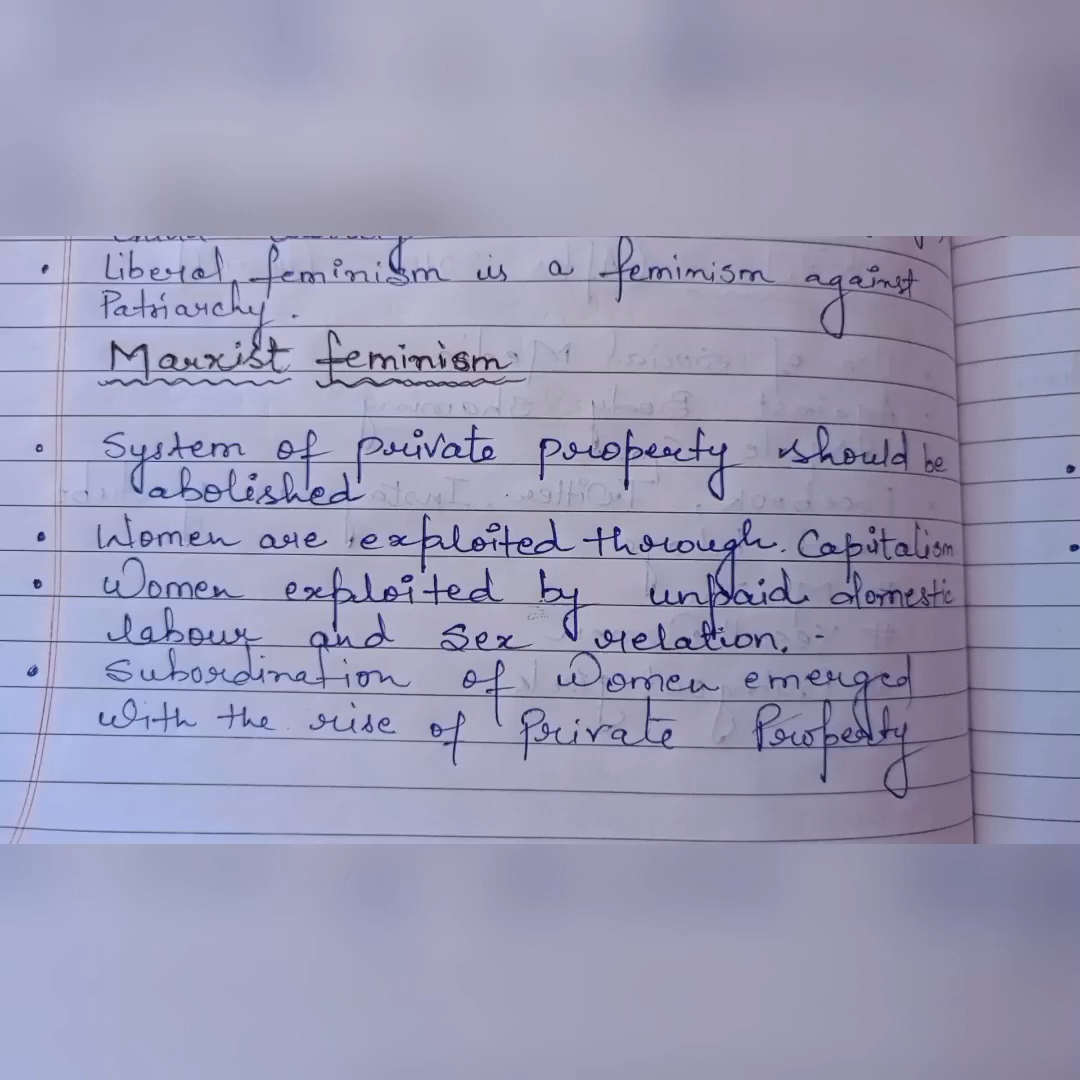 • Liberal feminism is a feminism against
Patriarchy.
Marxist feminism
• System of private property should be
abolished
• Women are exploited through. Capitalism
• Women exploited by unpaid domestic
labour and Sex relation.-
• Subordination of Women emerged
with the rise of Private Property